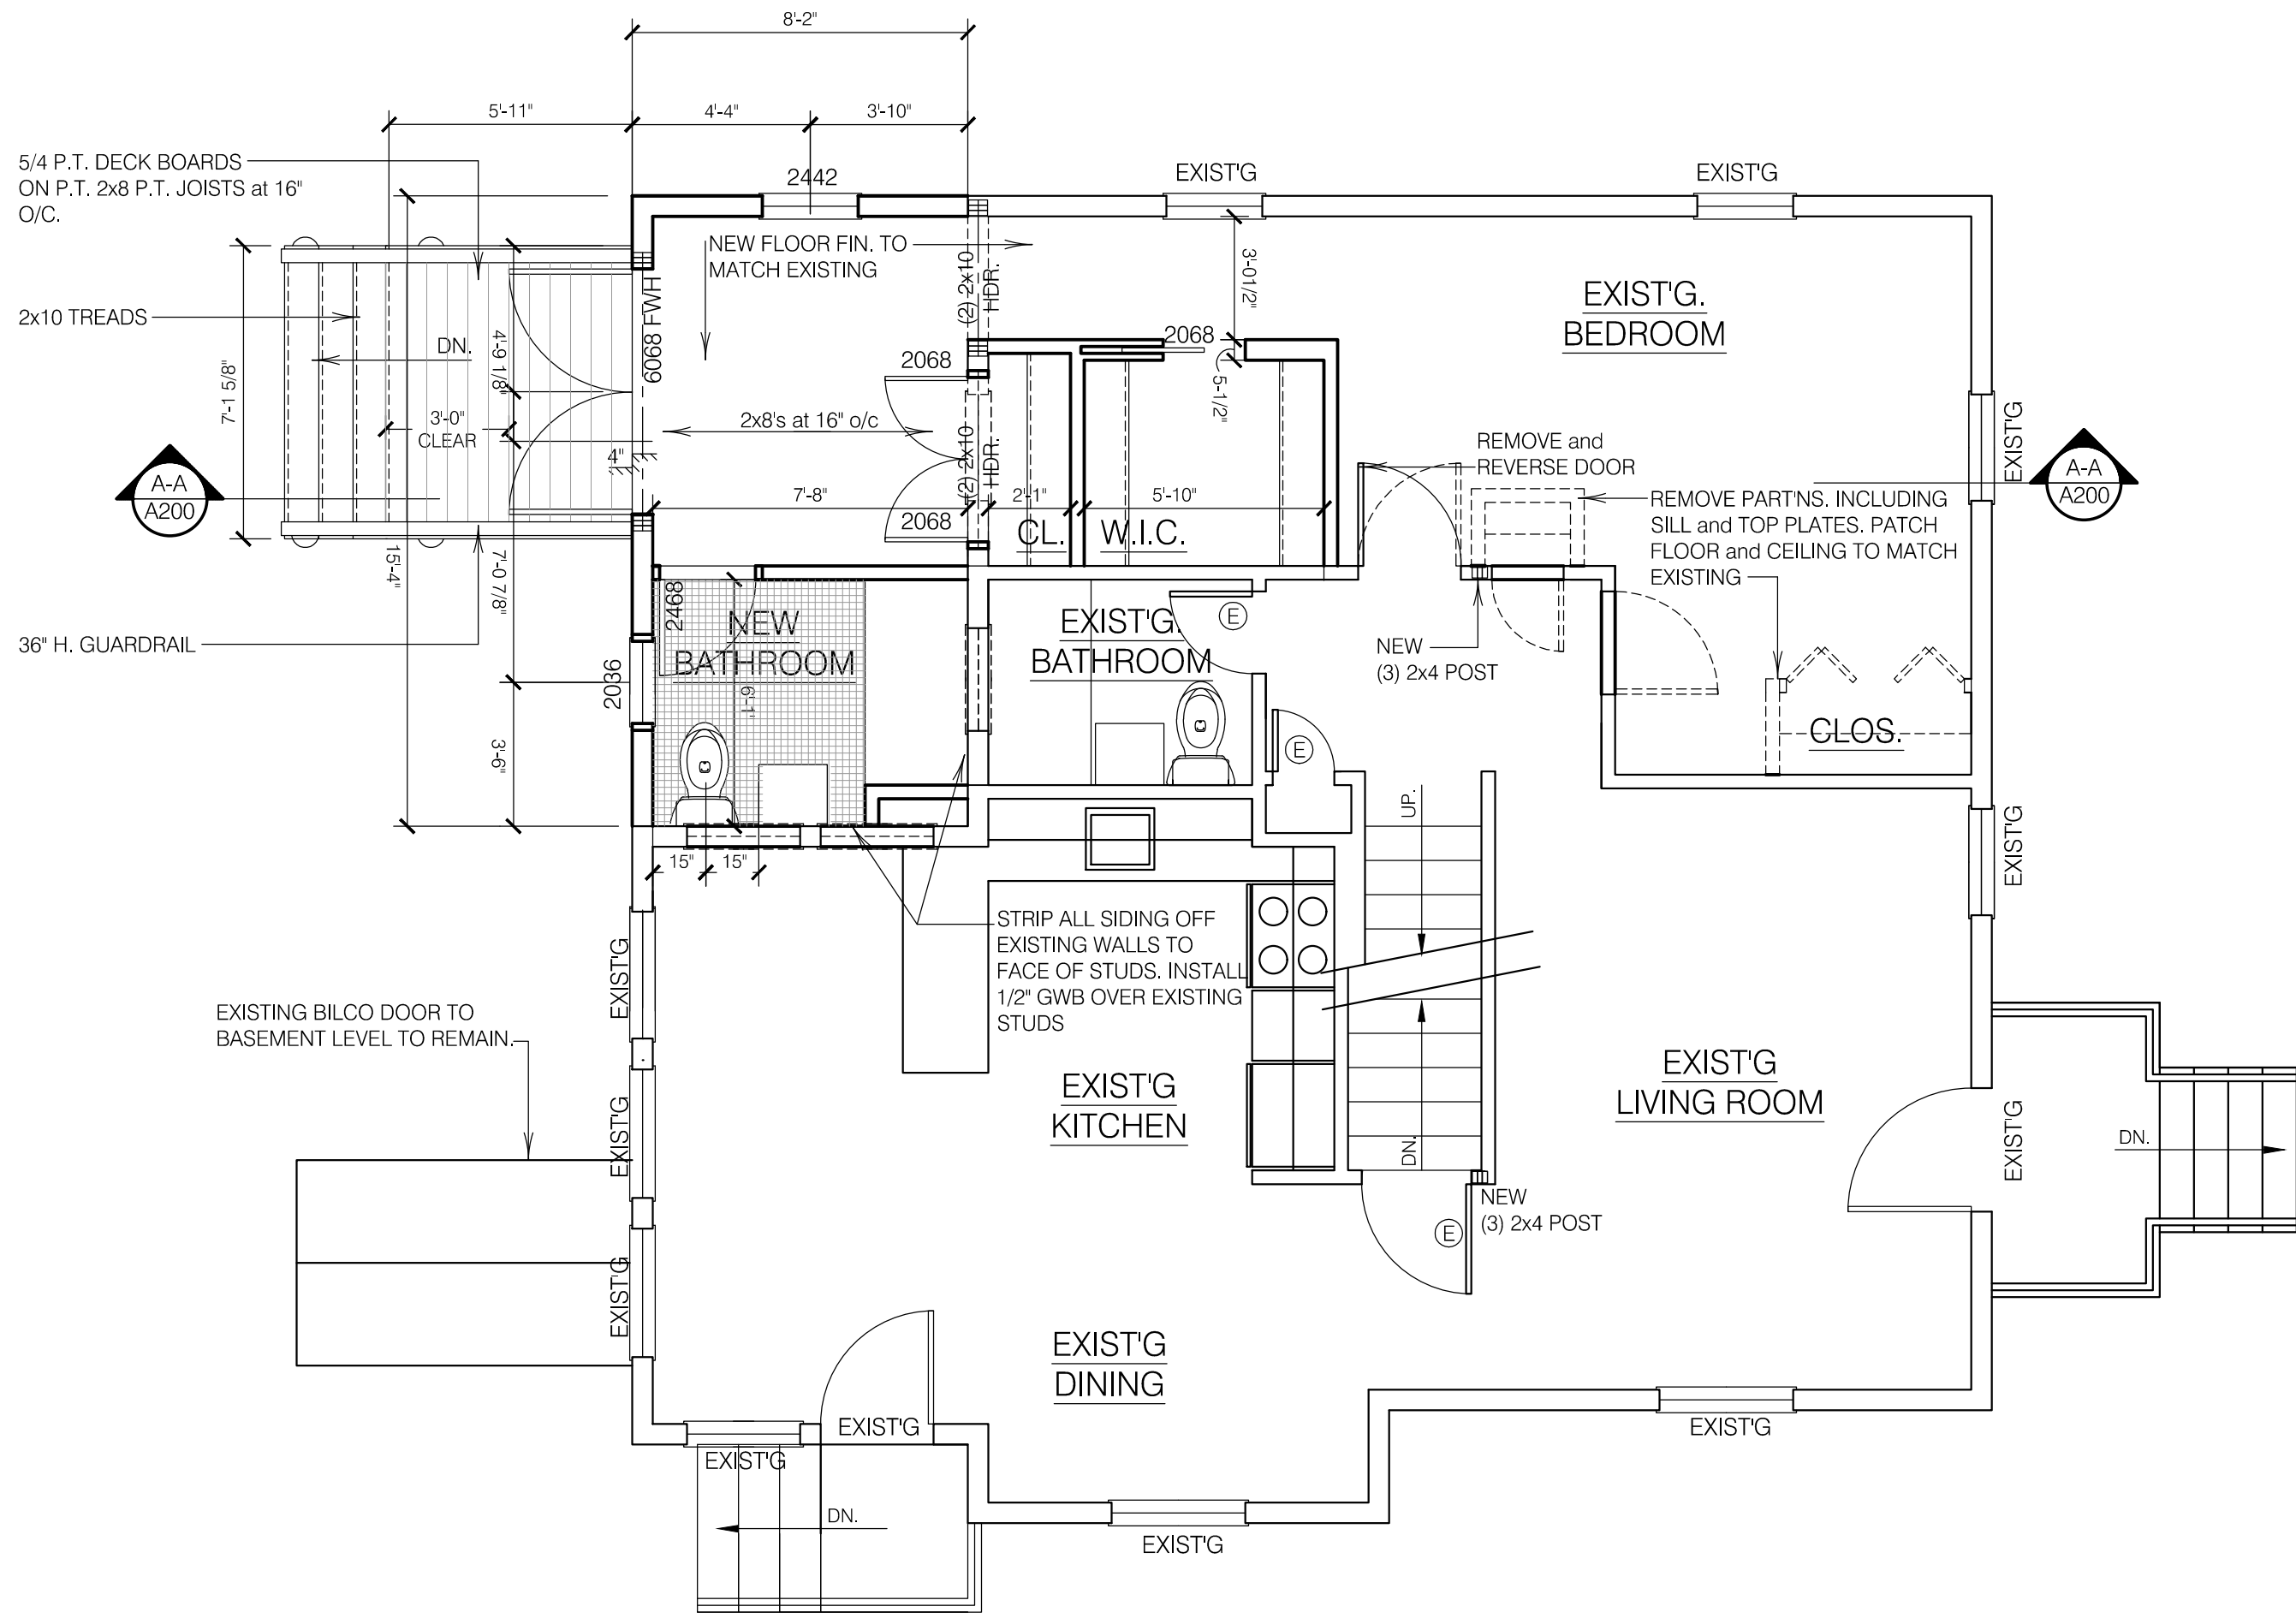 8'-2"
5'-11"
4'-4"
3'-10"
5/4 P.T. DECK BOARDS
ON P.T. 2x8 P.T. JOISTS at 16"
O/C.
2442
EXIST'G
EXIST'G
NEW FLOOR FIN. TO
MATCH EXISTING
(2) 2x10
HDR.
3'-01/2"
EXIST'G.
BEDROOM
2x10 TREADS
DN.
4'-9 1/8"
6068 FWH
2068
2068
5-1/2"
7'-1 5/8"
3'-0"
CLEAR
2x8's at 16" o/c
(2) 2x10
HDR.
EXIST'G
REMOVE and
REVERSE DOOR
4"
A-A
A200
A-A
A200
7'-8"
2'-1"
5'-10"
REMOVE PART'NS. INCLUDING
SILL and TOP PLATES. PATCH
FLOOR and CEILING TO MATCH
EXISTING
2068
CL.
W.I.C.
15'-4"
7'-0 7/8"
2468
NEW
BATHROOM
EXIST'G.
BATHROOM
E
36" H. GUARDRAIL
NEW
(3) 2x4 POST
2036
6'-1"
3'-6"
E
CLOS.
UP.
EXIST'G
15"
15"
STRIP ALL SIDING OFF
EXISTING WALLS TO
FACE OF STUDS. INSTALL
1/2" GWB OVER EXISTING
STUDS
EXIST'G
EXISTING BILCO DOOR TO
BASEMENT LEVEL TO REMAIN.
EXIST'G
KITCHEN
EXIST'G
LIVING ROOM
EXIST'G
DN.
EXIST'G
DN.
NEW
(3) 2x4 POST
E
EXIST'G
EXIST'G
DINING
EXIST'G
EXIST'G
EXIST'G
DN.
EXIST'G